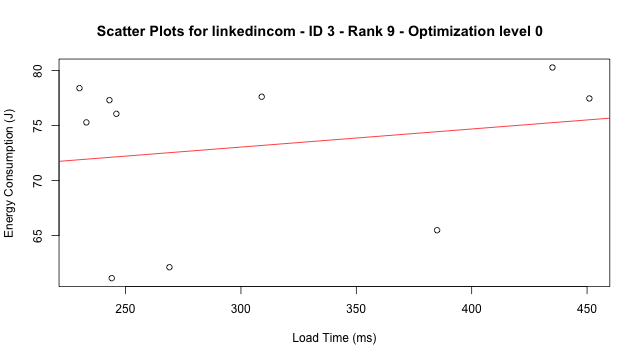 Scatter Plots for linkedincom - ID 3 - Rank 9 - Optimization level 0
Energy Consumption (J)
80
75
70
65
250 300 350 400 450
Load Time (ms)